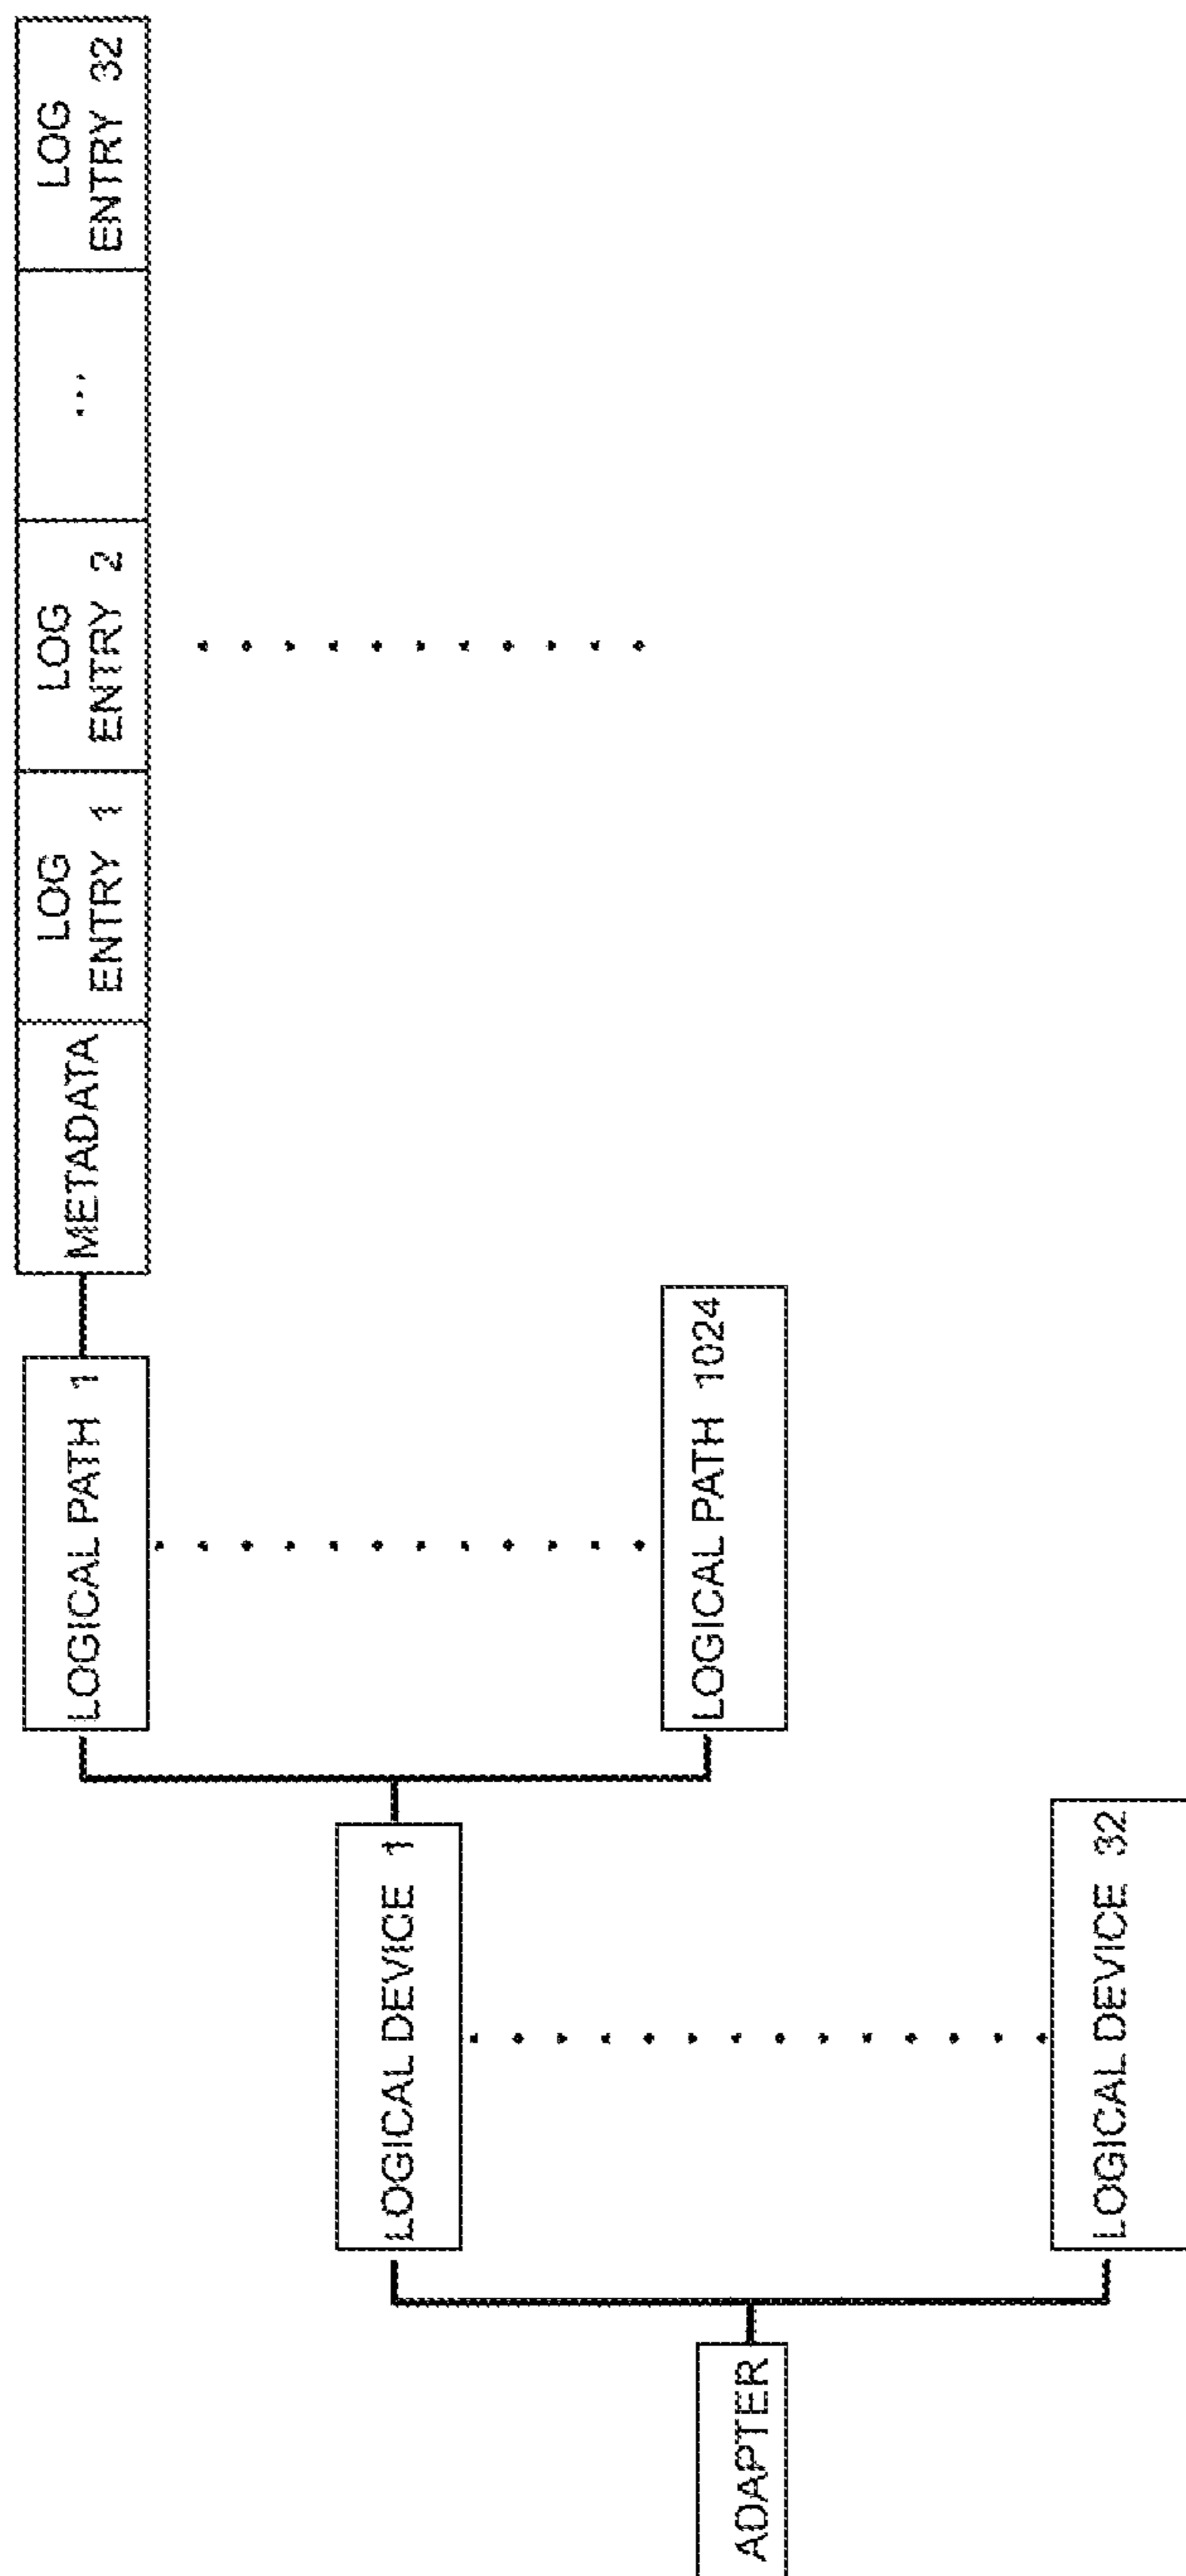 ADAPTER
LOGICAL DEVICE 1
LOGICAL DEVICE 32
LOGICAL PATH 1
LOGICAL PATH 1024
METADATA
LOG
ENTRY 1
LOG
ENTRY 2
...
LOG
ENTRY 32